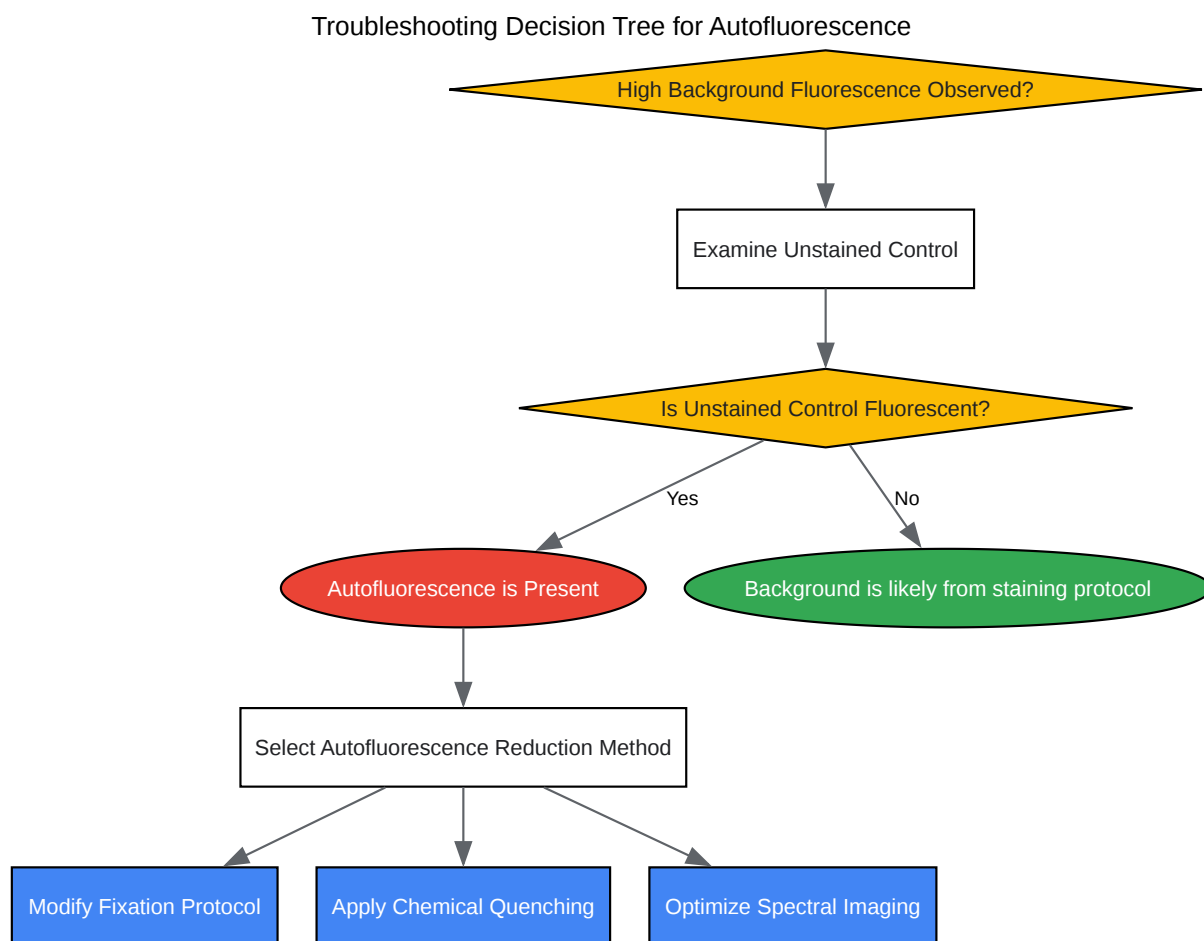 Troubleshooting Decision Tree for Autofluorescence
High Background Fluorescence Observed?
Examine Unstained Control
Is Unstained Control Fluorescent?
Yes
No
Autofluorescence is Present
Background is likely from staining protocol
Select Autofluorescence Reduction Method
Modify Fixation Protocol
Apply Chemical Quenching
Optimize Spectral Imaging